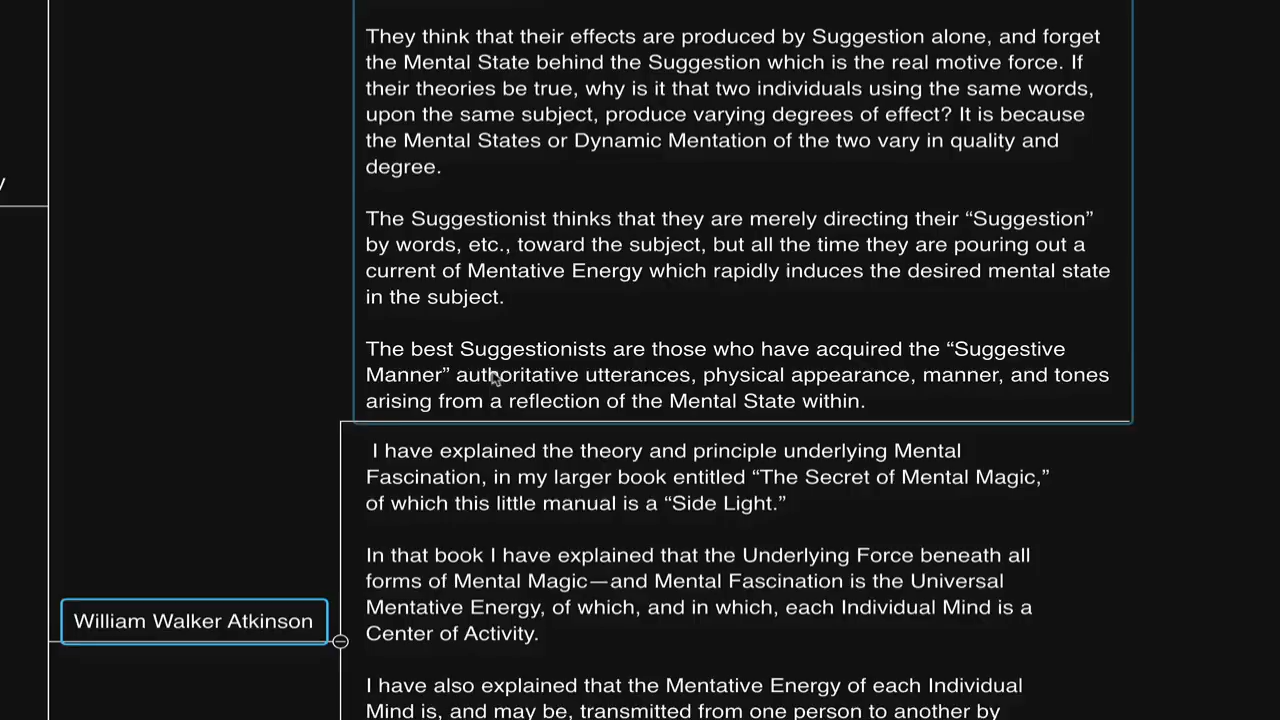 They think that their effects are produced by Suggestion alone, and forget
the Mental State behind the Suggestion which is the real motive force. If
their theories be true, why is it that two individuals using the same words,
upon the same subject, produce varying degrees of effect? It is because
the Mental States or Dynamic Mentation of the two vary in quality and
degree.
The Suggestionist thinks that they are merely directing their “Suggestion”
by words, etc., toward the subject, but all the time they are pouring out a
current of Mentative Energy which rapidly induces the desired mental state
in the subject.
The best Suggestionists are those who have acquired the “Suggestive
Manner” authoritative utterances, physical appearance, manner, and tones
arising from a reflection of the Mental State within.
I have explained the theory and principle underlying Mental
Fascination, in my larger book entitled “The Secret of Mental Magic,”
of which this little manual is a “Side Light.”
In that book I have explained that the Underlying Force beneath all
forms of Mental Magic—and Mental Fascination is the Universal
Mentative Energy, of which, and in which, each Individual Mind is a
Center of Activity.
William Walker Atkinson
I have also explained that the Mentative Energy of each Individual
Mind is, and may be, transmitted from one person to another by